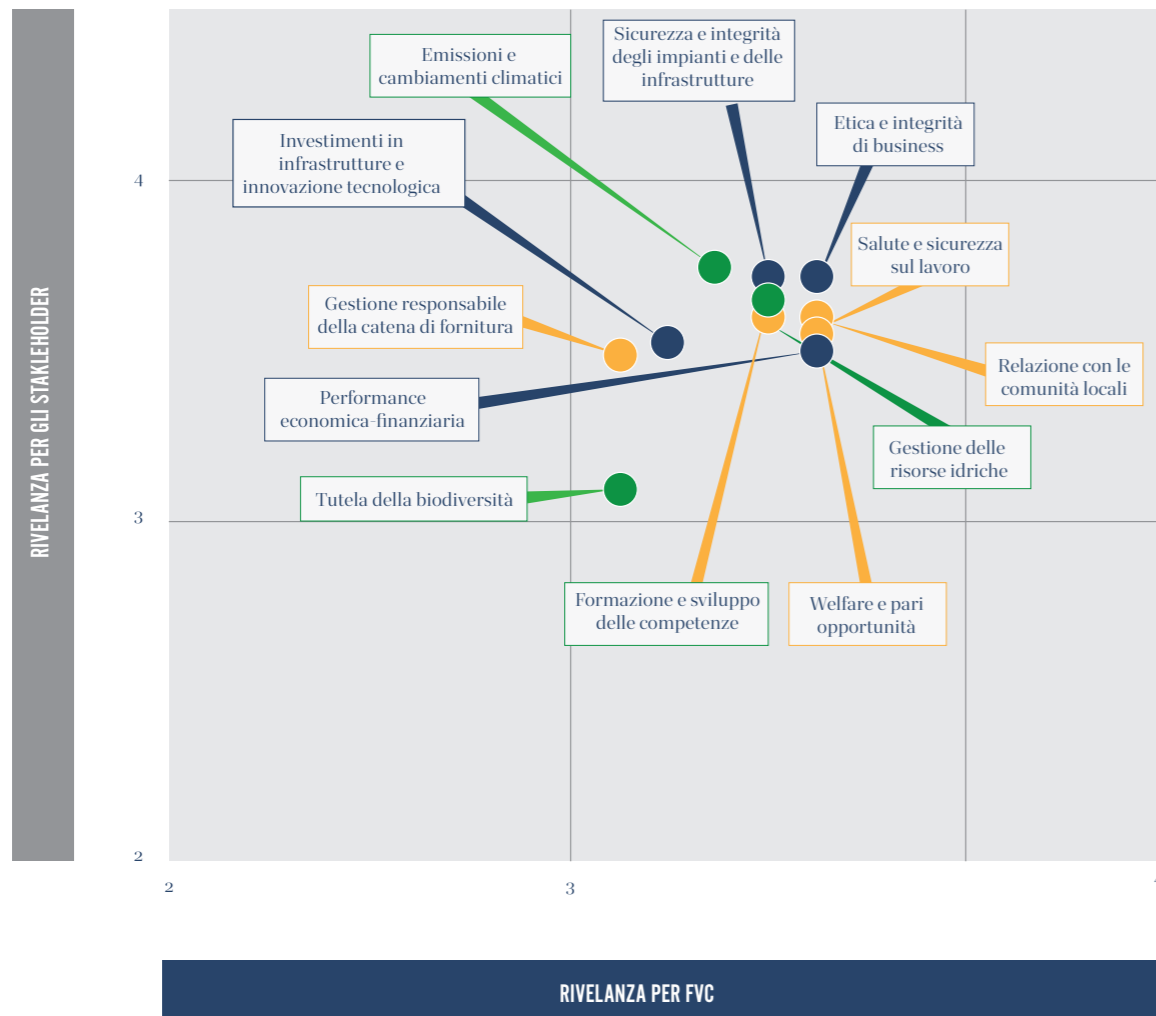 Sicurezza e integrità
degli impianti e delle
infrastrutture
Emissioni e
cambiamenti climatici
Etica e integrità
di business
Investimenti in
infrastrutture e
innovazione tecnologica
4
Salute e sicurezza
sul lavoro
Gestione responsabile
della catena di fornitura
RIVELANZA PER GLI STAKLEHOLDER
Relazione con le
comunità locali
Performance
economica-finanziaria
Gestione delle
risorse idriche
Tutela della biodiversità
3
Formazione e sviluppo
delle competenze
Welfare e pari
opportunità
2
2
3
RIVELANZA PER FVC